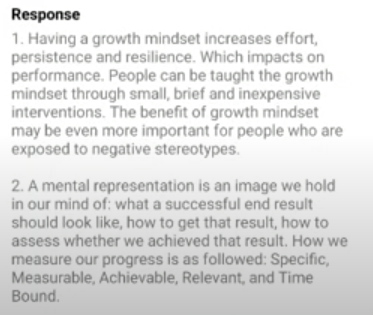 Response
1. Having a growth mindset increases effort,
persistence and resilience. Which impacts on
performance. People can be taught the growth
mindset through small, brief and inexpensive
interventions. The benefit of growth mindset
may be even more important for people who are
exposed to negative stereotypes.
2. A mental representation is an image we hold
in our mind of: what a successful end result
should look like, how to get that result, how to
assess whether we achieved that result. How we
measure our progress is as followed: Specific,
Measurable, Achievable, Relevant, and Time
Bound.